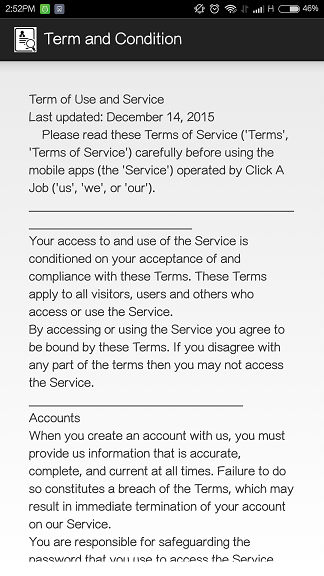 2:52PM H 46%
Term and Condition
Term of Use and Service
Last updated: December 14, 2015
Please read these Terms of Service ('Terms',
'Terms of Service') carefully before using the
mobile apps (the 'Service') operated by Click A
Job ('us', 'we', or 'our').
Your access to and use of the Service is
conditioned on your acceptance of and
compliance with these Terms. These Terms
apply to all visitors, users and others who
access or use the Service.
By accessing or using the Service you agree to
be bound by these Terms. If you disagree with
any part of the terms then you may not access
the Service.
Accounts
When you create an account with us, you must
provide us information that is accurate,
complete, and current at all times. Failure to do
so constitutes a breach of the Terms, which may
result in immediate termination of your account
on our Service.
You are responsible for safeguarding the
password that you use to access the Service